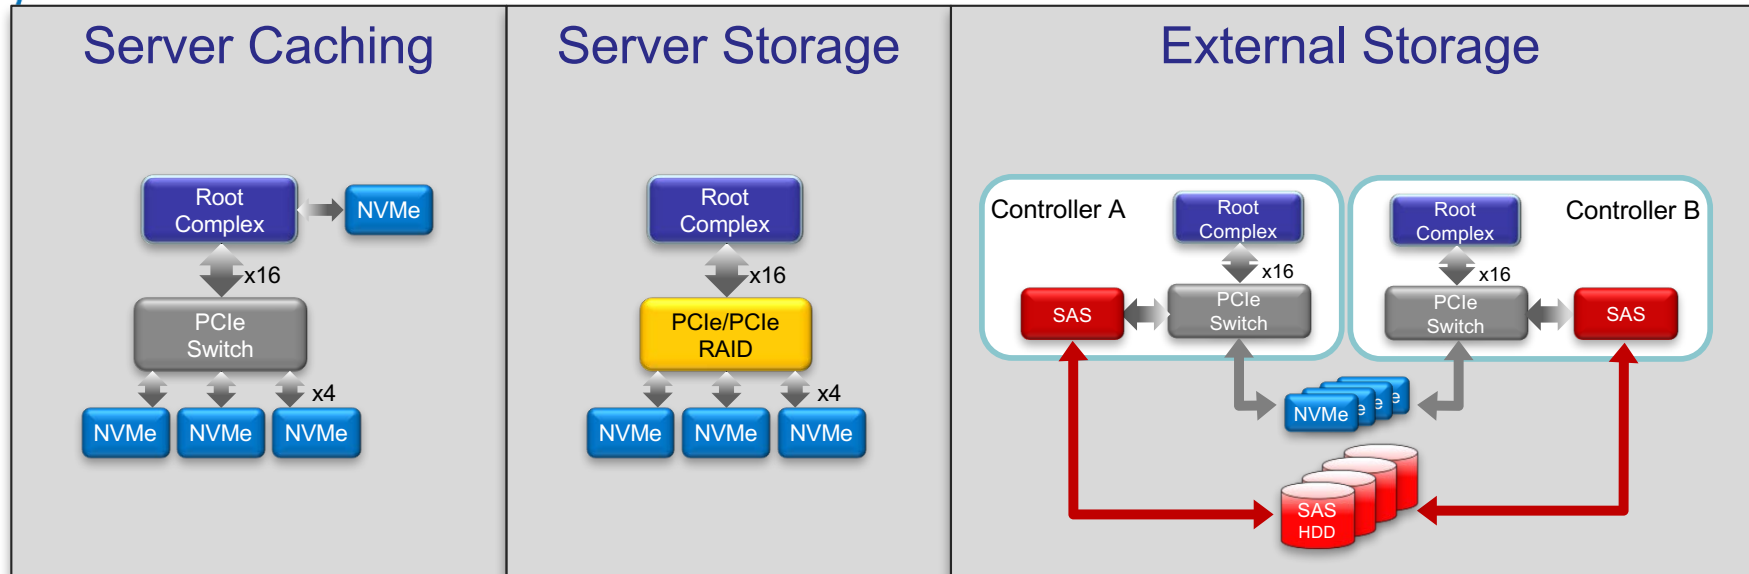 Server Caching
Root
Complex
NVMe
x16
PCIe
Switch
x4
NVMe
NVMe
NVMe
Server Storage
Root
Complex
x16
PCIe/PCIe
RAID
x4
NVMe
NVMe
NVMe
External Storage
Controller A
Root
Complex
x16
SAS
PCIe
Switch
Root
Complex
Controller B
x16
PCIe
Switch
SAS
NVMe
e
e
e
SAS
HDD